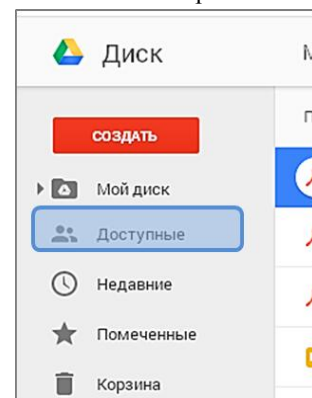 Диск
СОЗДАТЬ
Мой диск
Доступные
Недавние
Помеченные
Корзина